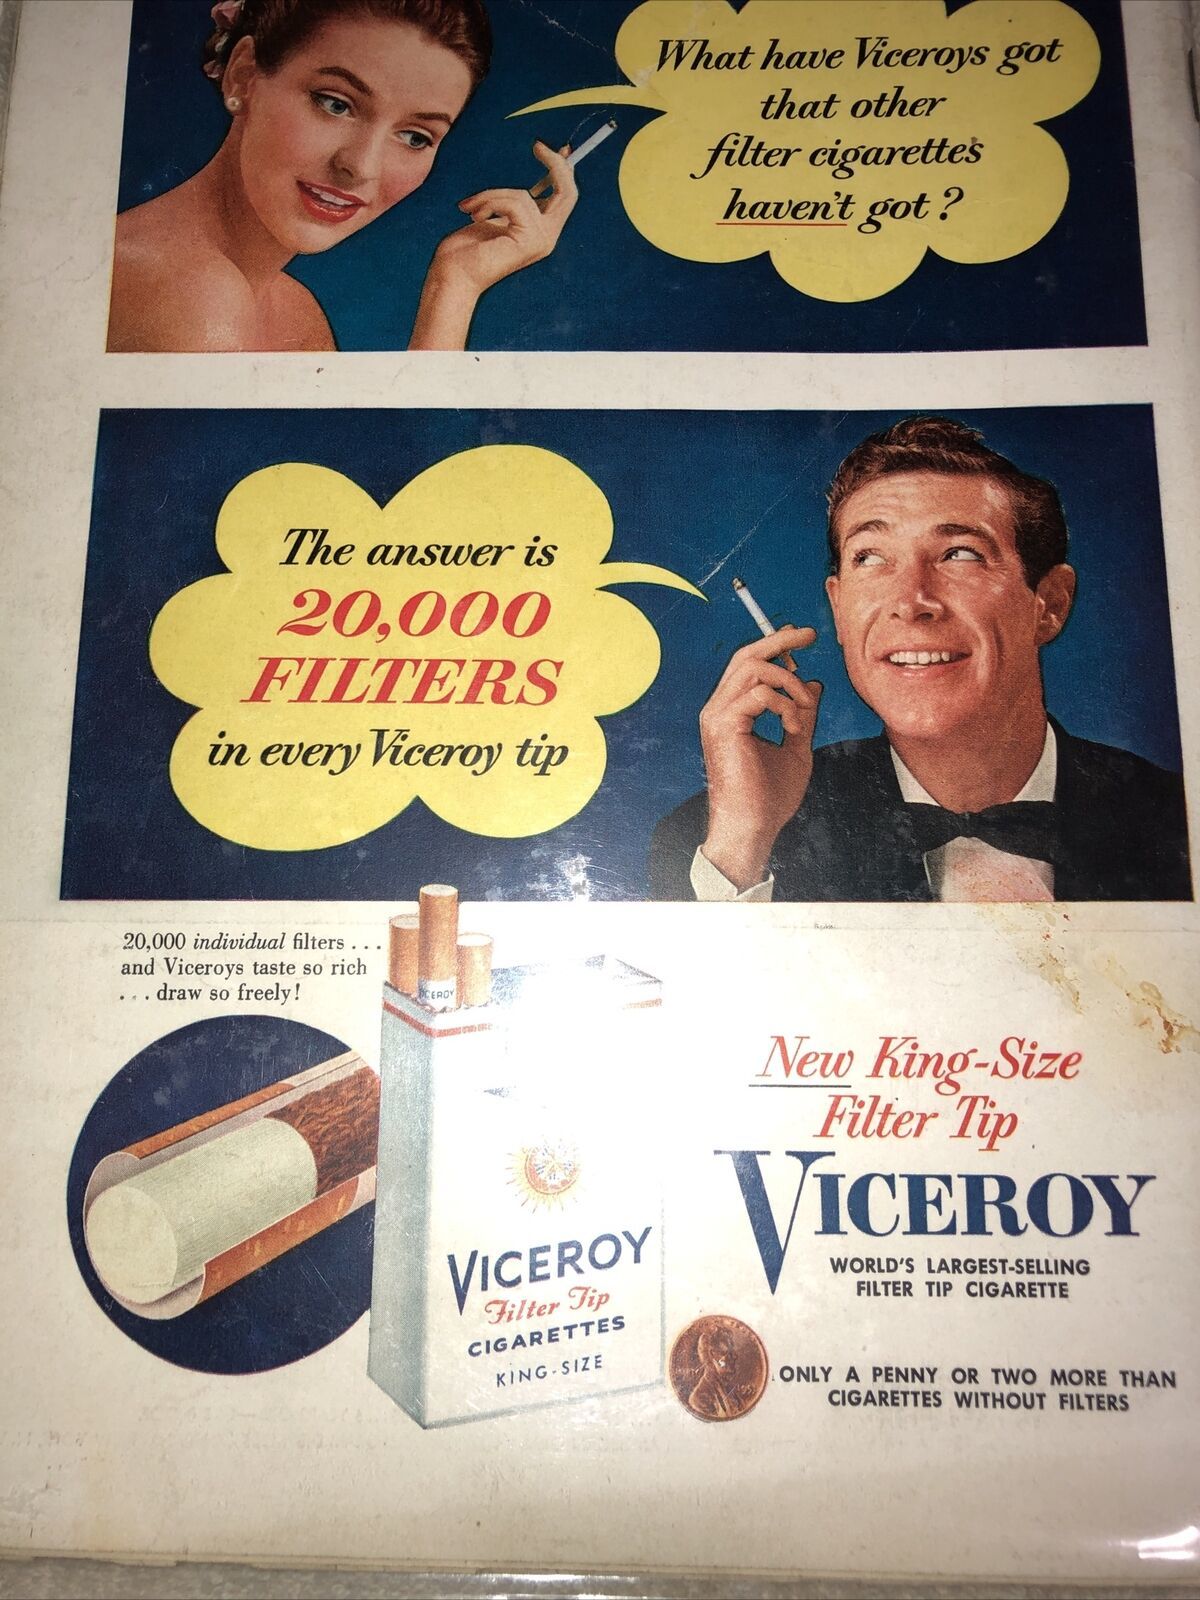 What have Viceroys got
that other
filter cigarettes
haven't got?
The answer is
20,000
FILTERS
in every Viceroy tip
20,000 individual filters . . .
and Viceroys taste so rich
. . . draw so freely!
VICEROY
VICEROY
Filter Tip
CIGARETTES
KING-SIZE
New King-Size
Filter Tip
VICEROY
WORLD'S LARGEST-SELLING
FILTER TIP CIGARETTE
ONLY A PENNY OR TWO MORE THAN
CIGARETTES WITHOUT FILTERS